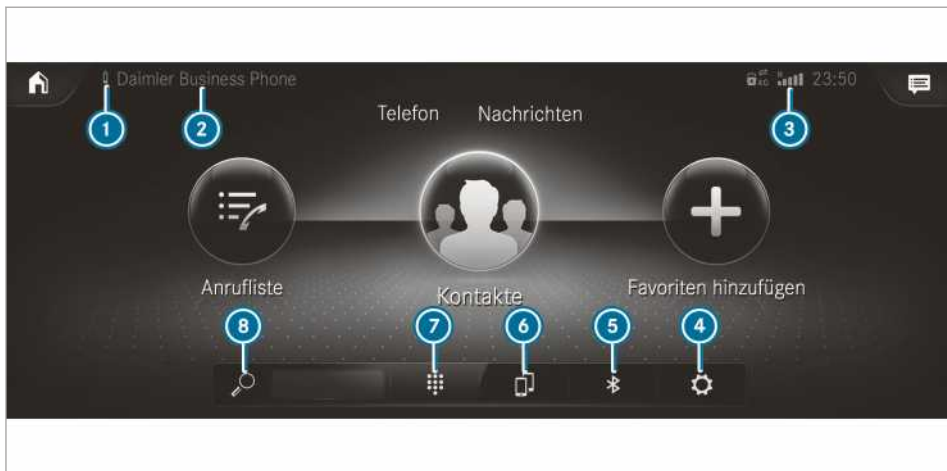 Daimler Business Phone 4G R 23:50
1 2 3
Telefon Nachrichten
Anrufliste Kontakte Favoriten hinzufügen
8 7 6 5 4